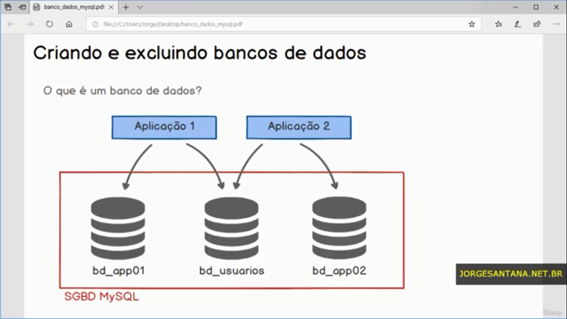 banco_dados_mysql.pdf
file:///C:/Users/Jorge/Desktop/banco_dados_mysql.pdf
Criando e excluindo bancos de dados
O que é um banco de dados?
Aplicação 1
Aplicação 2
bd_app01
bd_usuarios
bd_app02
JORGESANTANA.NET.BR
SGBD MySQL